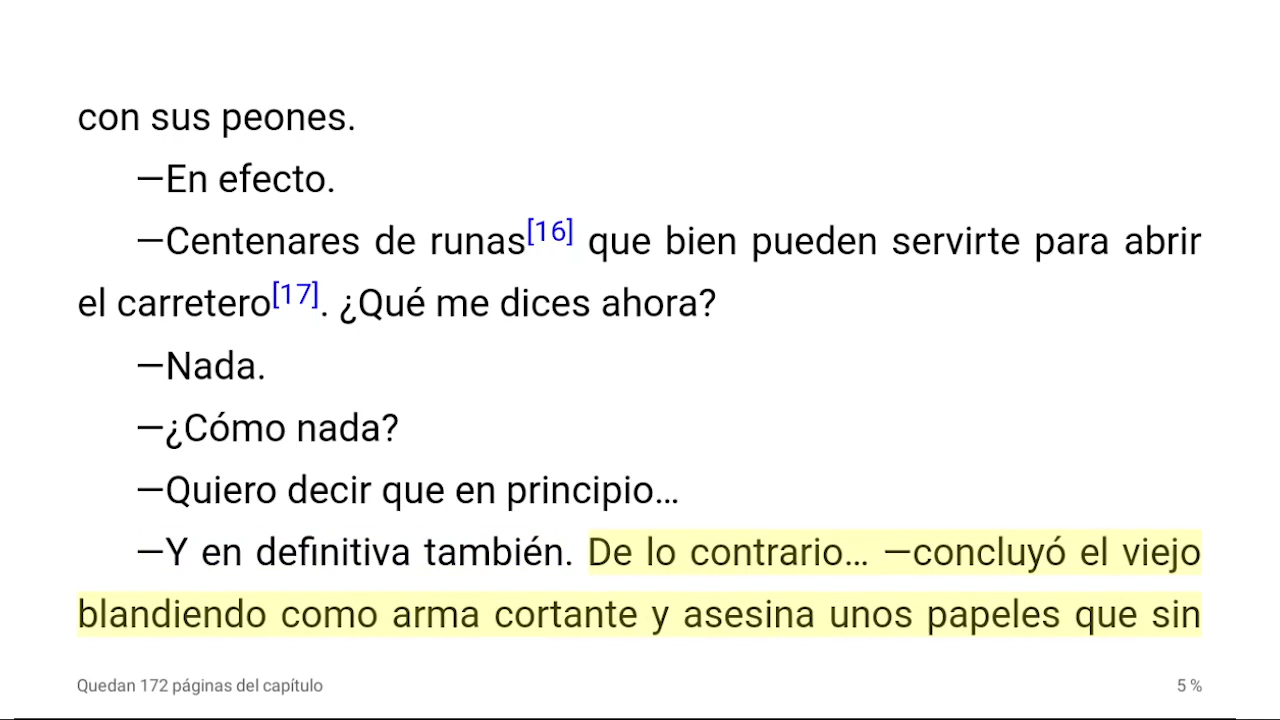 con sus peones.
—En efecto.
—Centenares de runas[16] que bien pueden servirte para abrir
el carretero[17]. ¿Qué me dices ahora?
—Nada.
—¿Cómo nada?
—Quiero decir que en principio…
—Y en definitiva también. De lo contrario… —concluyó el viejo
blandiendo como arma cortante y asesina unos papeles que sin
Quedan 172 páginas del capítulo
5 %